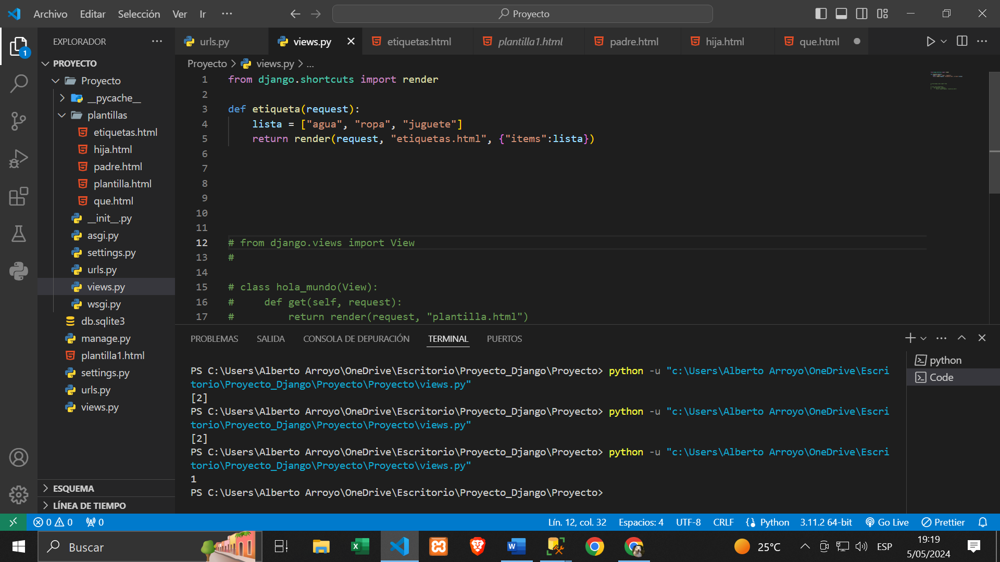 Archivo Editar Selección Ver Ir ··· Proyecto
EXPLORADOR ···
urls.py views.py etiquetas.html plantilla1.html padre.html hija.html que.html
PROYECTO
Proyecto
__pycache__
plantillas
etiquetas.html
hija.html
padre.html
plantilla.html
que.html
__init__.py
asgi.py
settings.py
urls.py
views.py
wsgi.py
db.sqlite3
manage.py
plantilla1.html
settings.py
urls.py
views.py
ESQUEMA
LÍNEA DE TIEMPO
1
Proyecto > views.py > ...
1 from django.shortcuts import render
2
3 def etiqueta(request):
4     lista = ["agua", "ropa", "juguete"]
5     return render(request, "etiquetas.html", {"items":lista})
6
7
8
9
10
11
12 # from django.views import View
13 #
14
15 # class hola_mundo(View):
16 #     def get(self, request):
17 #         return render(request, "plantilla.html")
PROBLEMAS SALIDA CONSOLA DE DEPURACIÓN TERMINAL PUERTOS
python
Code
PS C:\Users\Alberto Arroyo\OneDrive\Escritorio\Proyecto_Django\Proyecto> python -u "c:\Users\Alberto Arroyo\OneDrive\Escri
torio\Proyecto_Django\Proyecto\Proyecto\views.py"
[2]
PS C:\Users\Alberto Arroyo\OneDrive\Escritorio\Proyecto_Django\Proyecto> python -u "c:\Users\Alberto Arroyo\OneDrive\Escri
torio\Proyecto_Django\Proyecto\Proyecto\views.py"
[2]
PS C:\Users\Alberto Arroyo\OneDrive\Escritorio\Proyecto_Django\Proyecto> python -u "c:\Users\Alberto Arroyo\OneDrive\Escri
torio\Proyecto_Django\Proyecto\Proyecto\views.py"
1
PS C:\Users\Alberto Arroyo\OneDrive\Escritorio\Proyecto_Django\Proyecto>
0 0 0 Lín. 12, col. 32 Espacios: 4 UTF-8 CRLF Python 3.11.2 64-bit Go Live Prettier
Buscar 25°C ESP 19:19
5/05/2024